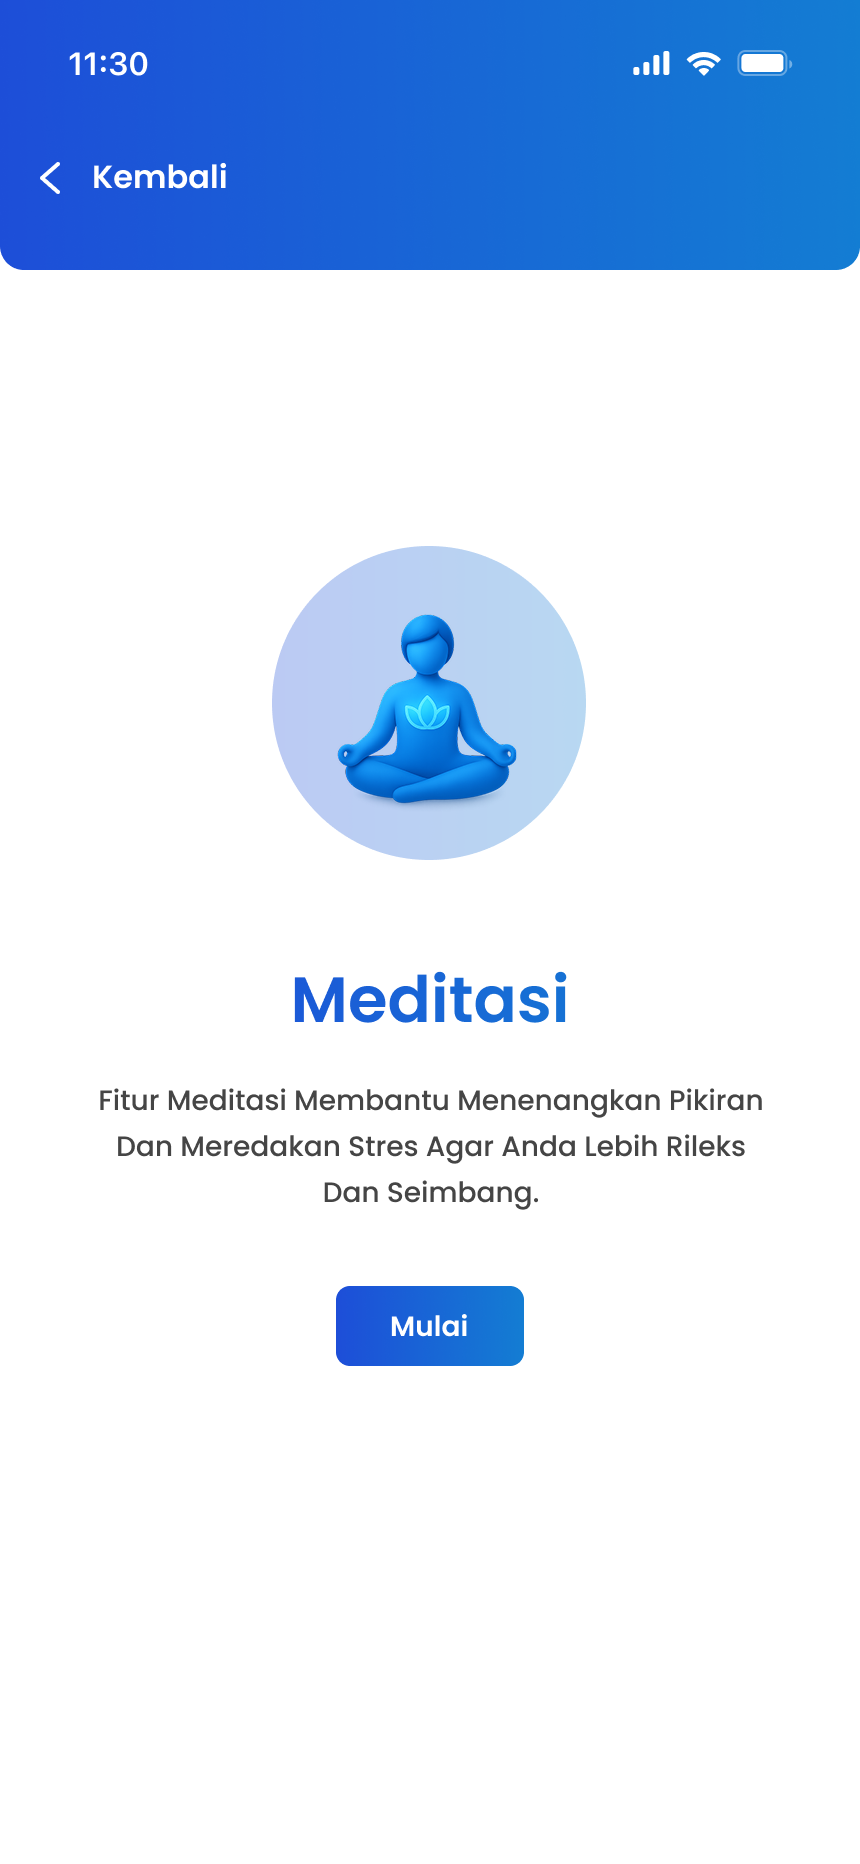 11:30
Kembali
Meditasi
Fitur Meditasi Membantu Menenangkan Pikiran
Dan Meredakan Stres Agar Anda Lebih Rileks
Dan Seimbang.
Mulai